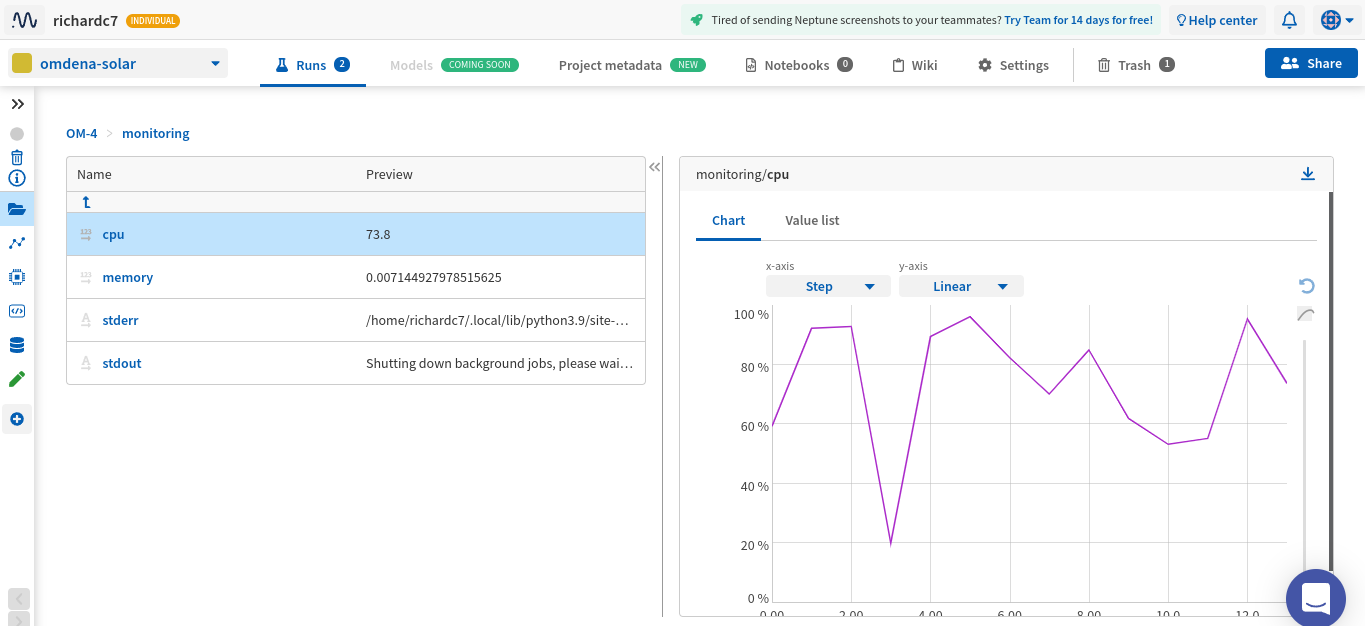 richardc7 INDIVIDUAL
Tired of sending Neptune screenshots to your teammates? Try Team for 14 days for free!
Help center
omdena-solar
Runs 2
Models COMING SOON
Project metadata NEW
Notebooks 0
Wiki
Settings
Trash 1
Share
OM-4 > monitoring
Name Preview
cpu 73.8
memory 0.007144927978515625
stderr /home/richardc7/.local/lib/python3.9/site-…
stdout Shutting down background jobs, please wai…
monitoring/cpu
Chart Value list
x-axis y-axis
Step Linear
100 %
80 %
60 %
40 %
20 %
0 %
0.00 2.00 4.00 6.00 8.00 10.0 12.0